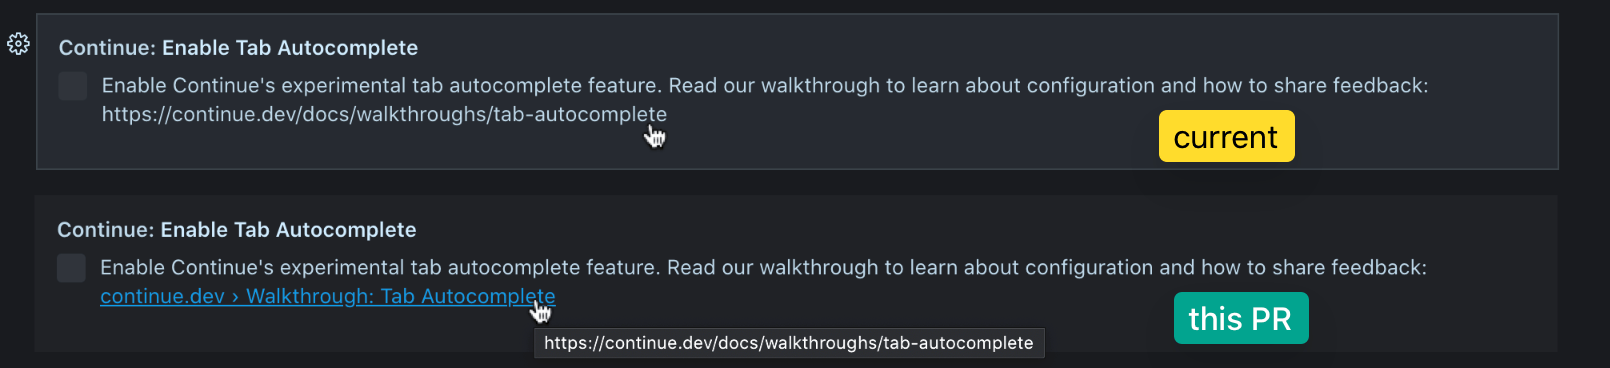 Continue: Enable Tab Autocomplete
Enable Continue's experimental tab autocomplete feature. Read our walkthrough to learn about configuration and how to share feedback:
https://continue.dev/docs/walkthroughs/tab-autocomplete
current
Continue: Enable Tab Autocomplete
Enable Continue's experimental tab autocomplete feature. Read our walkthrough to learn about configuration and how to share feedback:
continue.dev › Walkthrough: Tab Autocomplete
this PR
https://continue.dev/docs/walkthroughs/tab-autocomplete